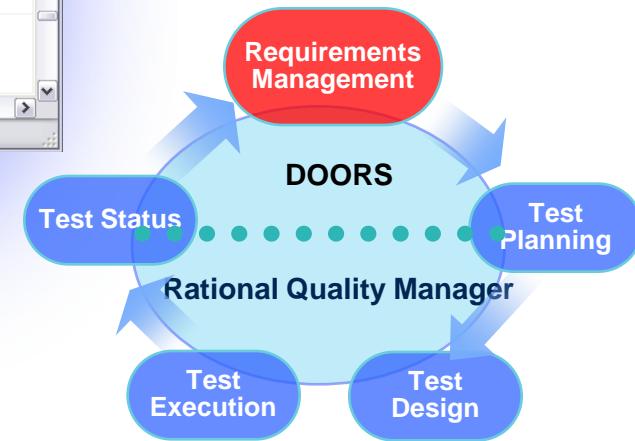 Requirements
Management
DOORS
Test Status
Test
Planning
Rational Quality Manager
Test
Execution
Test
Design